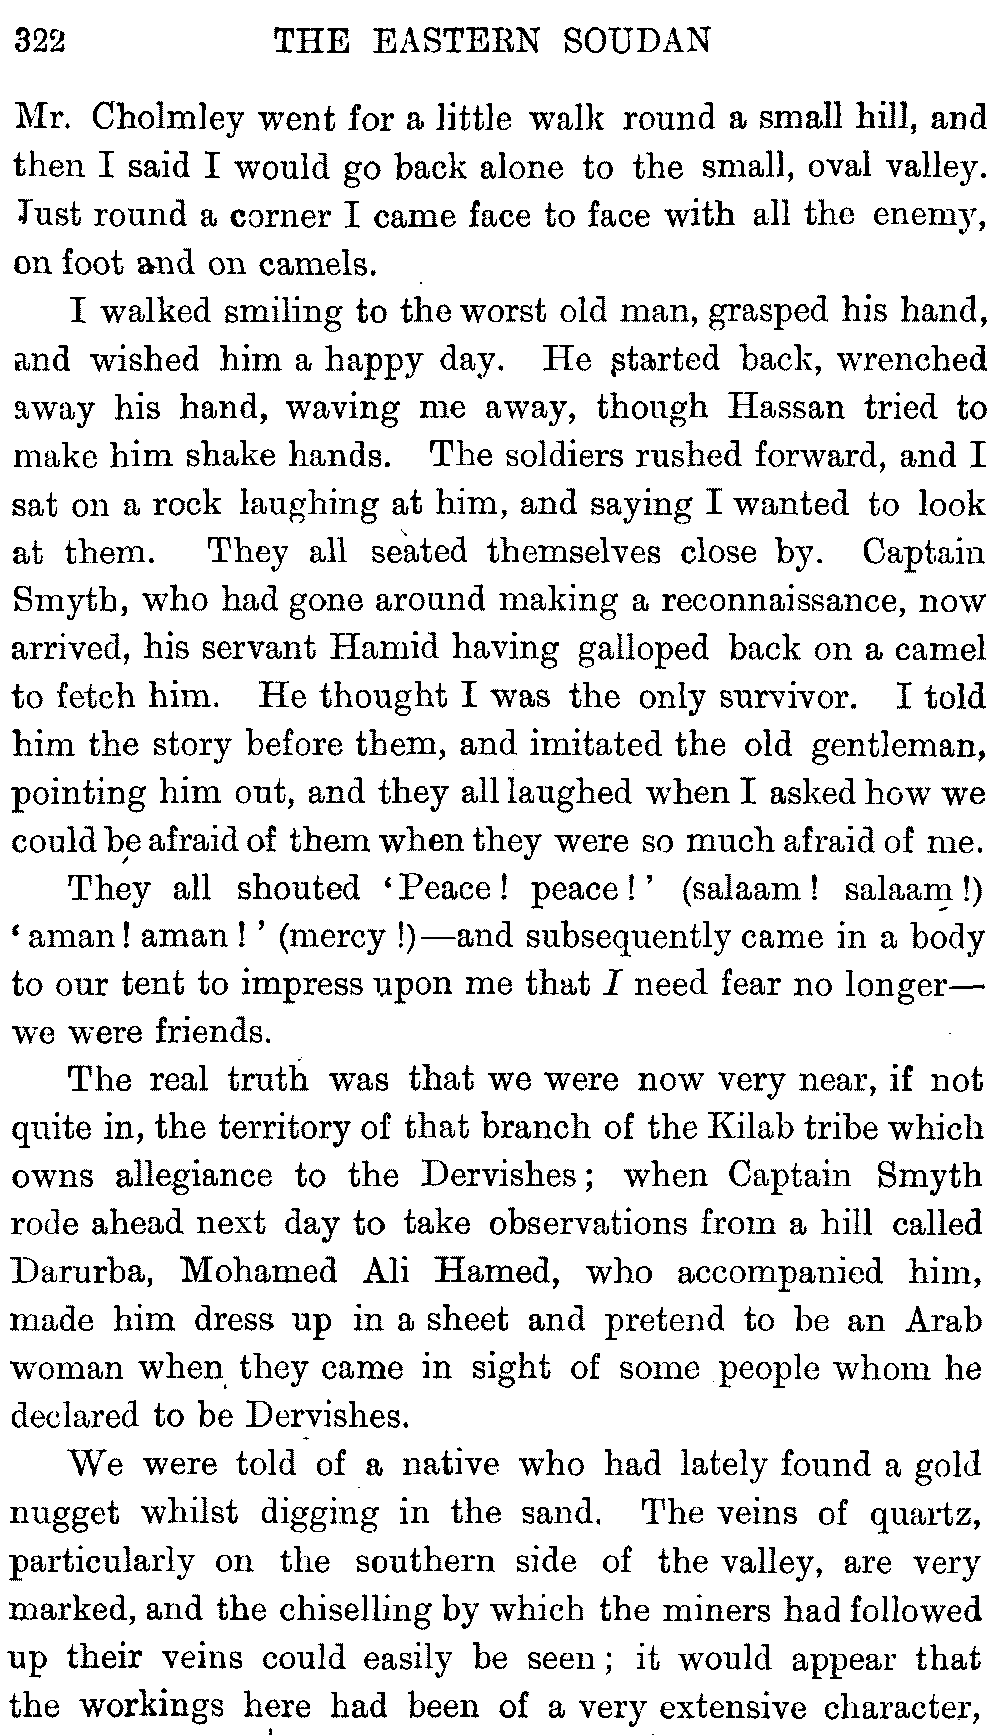 322 THE EASTERN SOUDAN
Mr. Cholmley went for a little walk round a small hill, and
then I said I would go back alone to the small, oval valley.
Just round a corner I came face to face with all the enemy,
on foot and on camels.
I walked smiling to the worst old man, grasped his hand,
and wished him a happy day. He started back, wrenched
away his hand, waving me away, though Hassan tried to
make him shake hands. The soldiers rushed forward, and I
sat on a rock laughing at him, and saying I wanted to look
at them. They all seated themselves close by. Captain
Smyth, who had gone around making a reconnaissance, now
arrived, his servant Hamid having galloped back on a camel
to fetch him. He thought I was the only survivor. I told
him the story before them, and imitated the old gentleman,
pointing him out, and they all laughed when I asked how we
could be afraid of them when they were so much afraid of me.
They all shouted ‘Peace! peace!’ (salaam! salaam!)
‘aman! aman!’ (mercy!)—and subsequently came in a body
to our tent to impress upon me that I need fear no longer—
we were friends.
The real truth was that we were now very near, if not
quite in, the territory of that branch of the Kilab tribe which
owns allegiance to the Dervishes; when Captain Smyth
rode ahead next day to take observations from a hill called
Darurba, Mohamed Ali Hamed, who accompanied him,
made him dress up in a sheet and pretend to be an Arab
woman when they came in sight of some people whom he
declared to be Dervishes.
We were told of a native who had lately found a gold
nugget whilst digging in the sand. The veins of quartz,
particularly on the southern side of the valley, are very
marked, and the chiselling by which the miners had followed
up their veins could easily be seen; it would appear that
the workings here had been of a very extensive character,